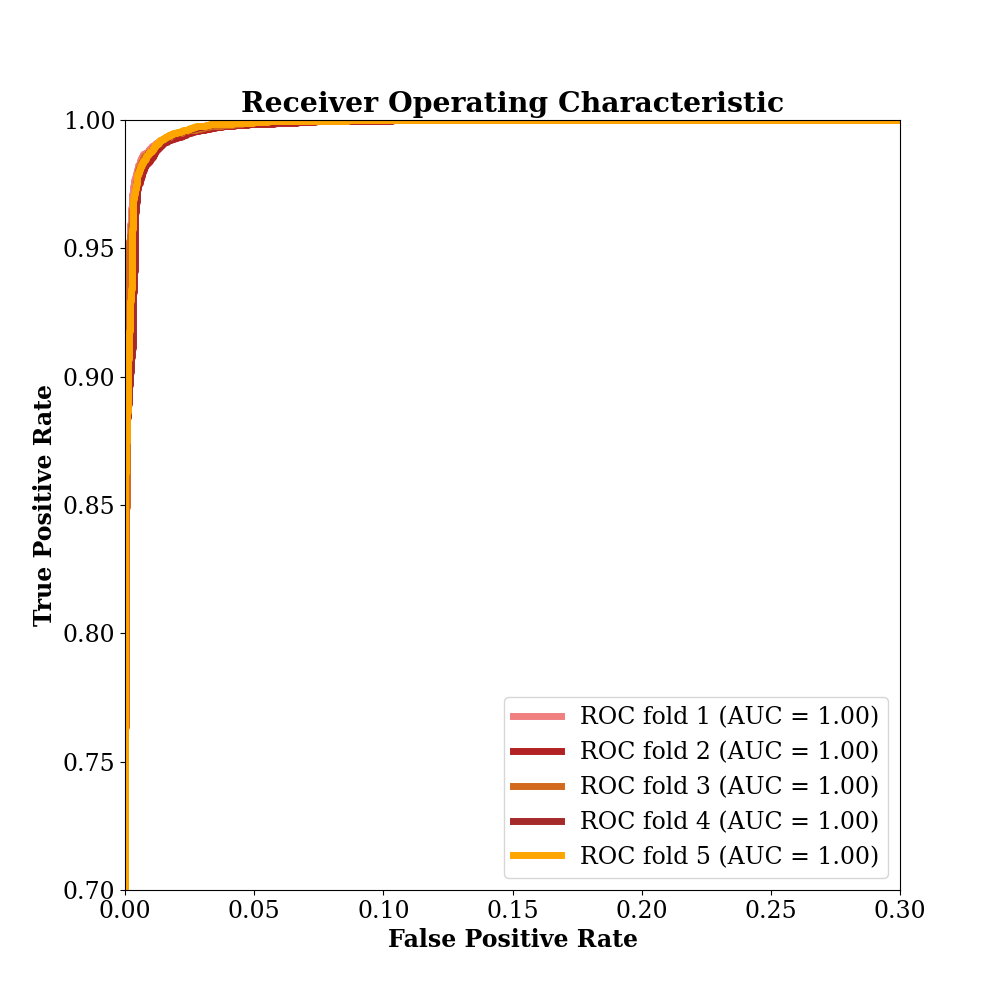 Receiver Operating Characteristic
1.00
0.95
0.90
0.85
0.80
0.75
0.70
True Positive Rate
ROC fold 1 (AUC = 1.00)
ROC fold 2 (AUC = 1.00)
ROC fold 3 (AUC = 1.00)
ROC fold 4 (AUC = 1.00)
ROC fold 5 (AUC = 1.00)
0.00 0.05 0.10 0.15 0.20 0.25 0.30
False Positive Rate